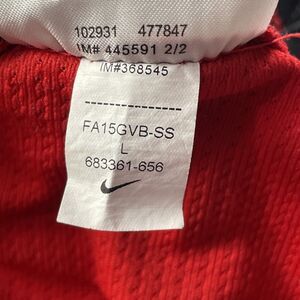 102931 477847
IM# 445591 2/2
IM#368545
----------------
FA15GVB-SS
L
683361-656